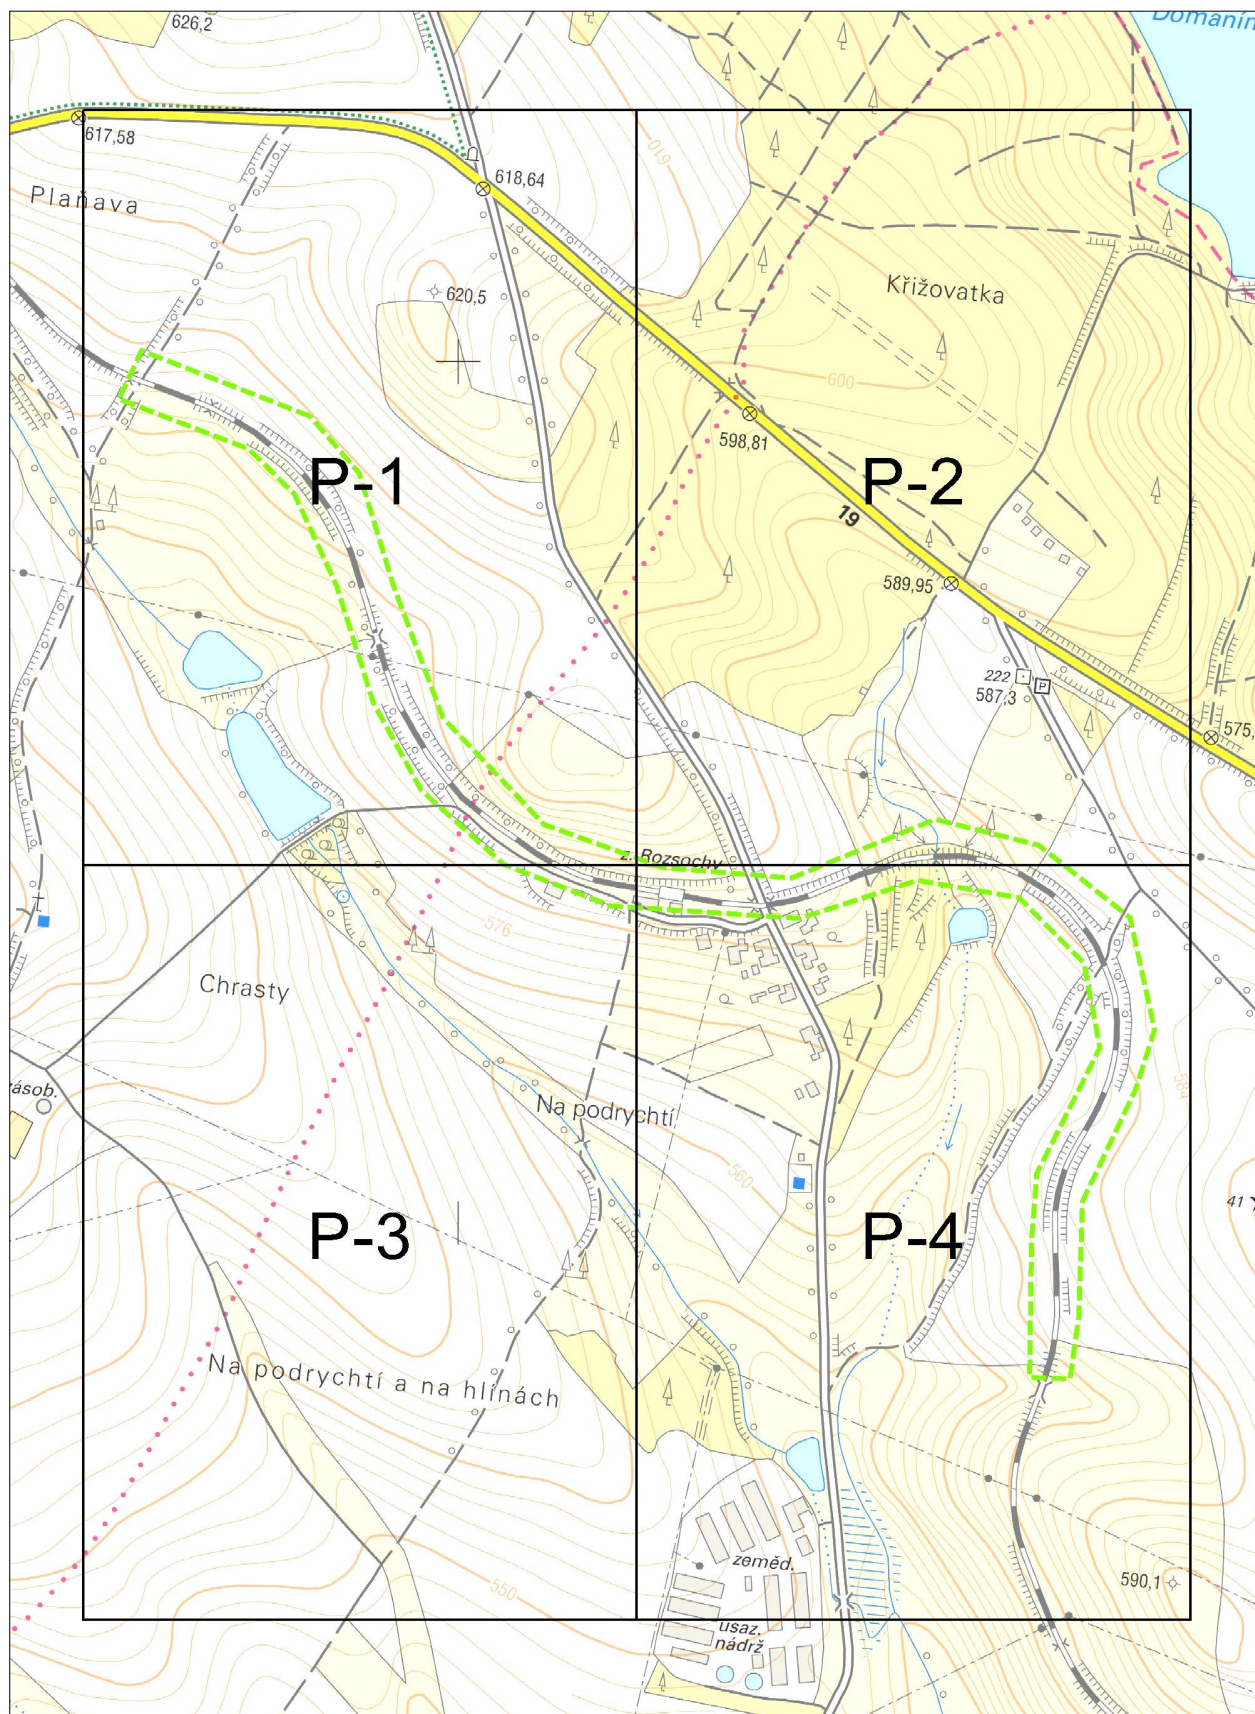 626,2
Domanín
617,58
618,64
610
Plaňava
620,5
Křižovatka
600
598,81
P-1
P-2
19
589,95
222
587,3
575,
z. Rozsochy
576
Chrasty
584
zásob.
Na podrychtí
560
41
P-3
P-4
Na podrychtí a na hlínách
zeměd.
590,1
550
usaz.
nádrž